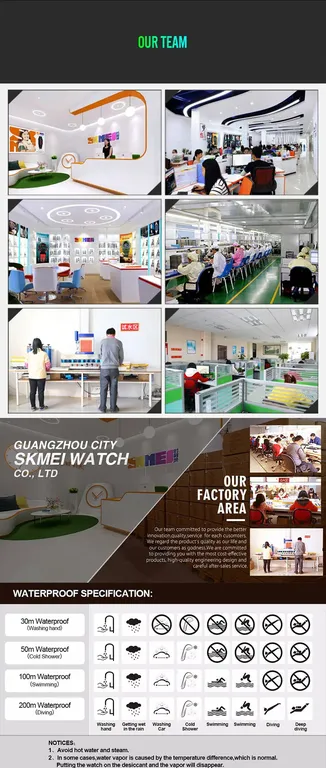 OUR TEAM
试水区
GUANGZHOU CITY
SKMEI WATCH
CO., LTD
OUR
FACTORY
AREA
Our team committed to provide the better
innovation,quality,service for each cuctomers.
We regard the product's quality as our life and
our customers as godness.We are committed
to providing you with the most cost-effective
products, high-quality engineering design and
careful after-sales service.
WATERPROOF SPECIFICATION:
30m Waterproof
(Washing hand)
50m Waterproof
(Cold Shower)
100m Waterproof
(Swimming)
200m Waterproof
(Diving)
Washing hand
Getting wet in the rain
Washing Car
Cold Shower
Swimming
Swimming
Diving
Deep diving
NOTICES:
1、Avoid hot water and steam.
2、In some cases,water vapor is caused by the temperature difference,which is normal.
Putting the watch on the desiccant and the vapor will disappear.